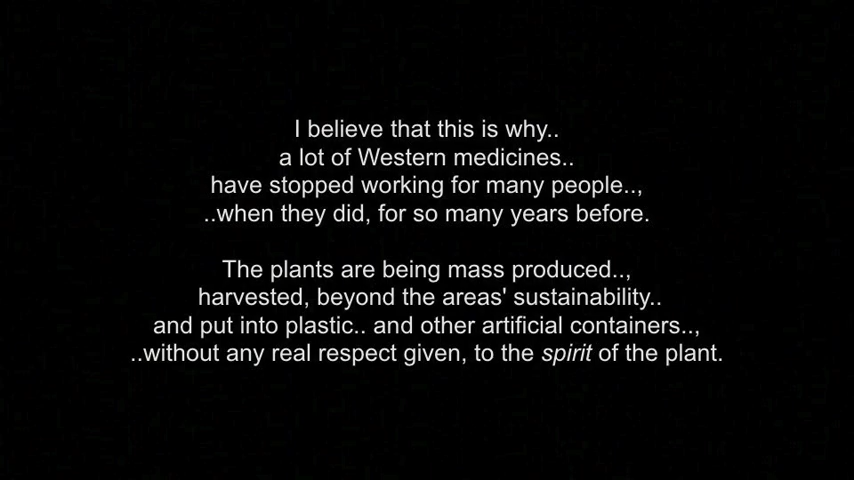 I believe that this is why..
a lot of Western medicines..
have stopped working for many people..,
..when they did, for so many years before.
The plants are being mass produced..,
harvested, beyond the areas' sustainability..
and put into plastic.. and other artificial containers..,
..without any real respect given, to the spirit of the plant.